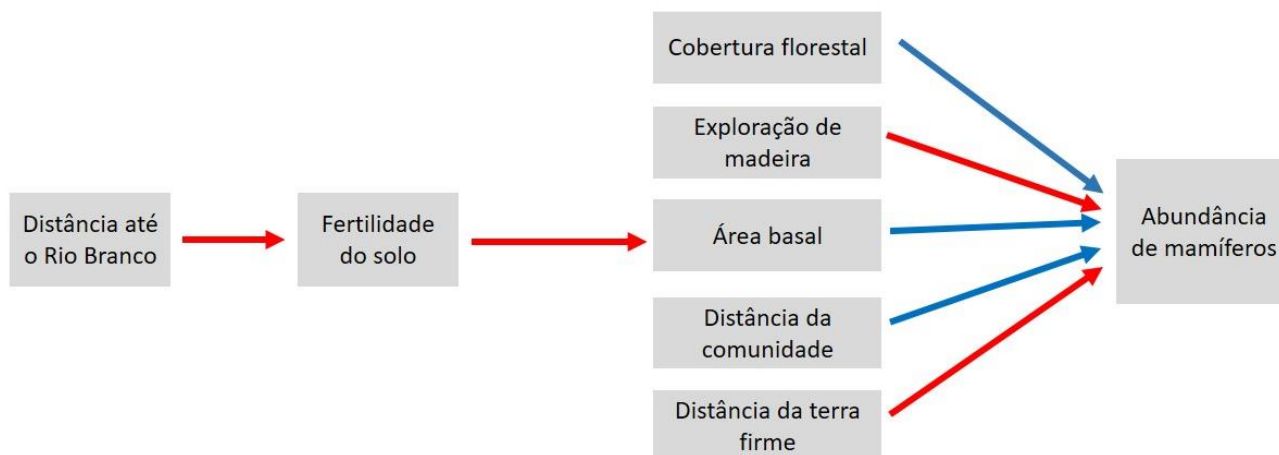 Distância até
o Rio Branco
Fertilidade
do solo
Cobertura florestal
Exploração de
madeira
Área basal
Distância da
comunidade
Distância da terra
firme
Abundância
de mamíferos